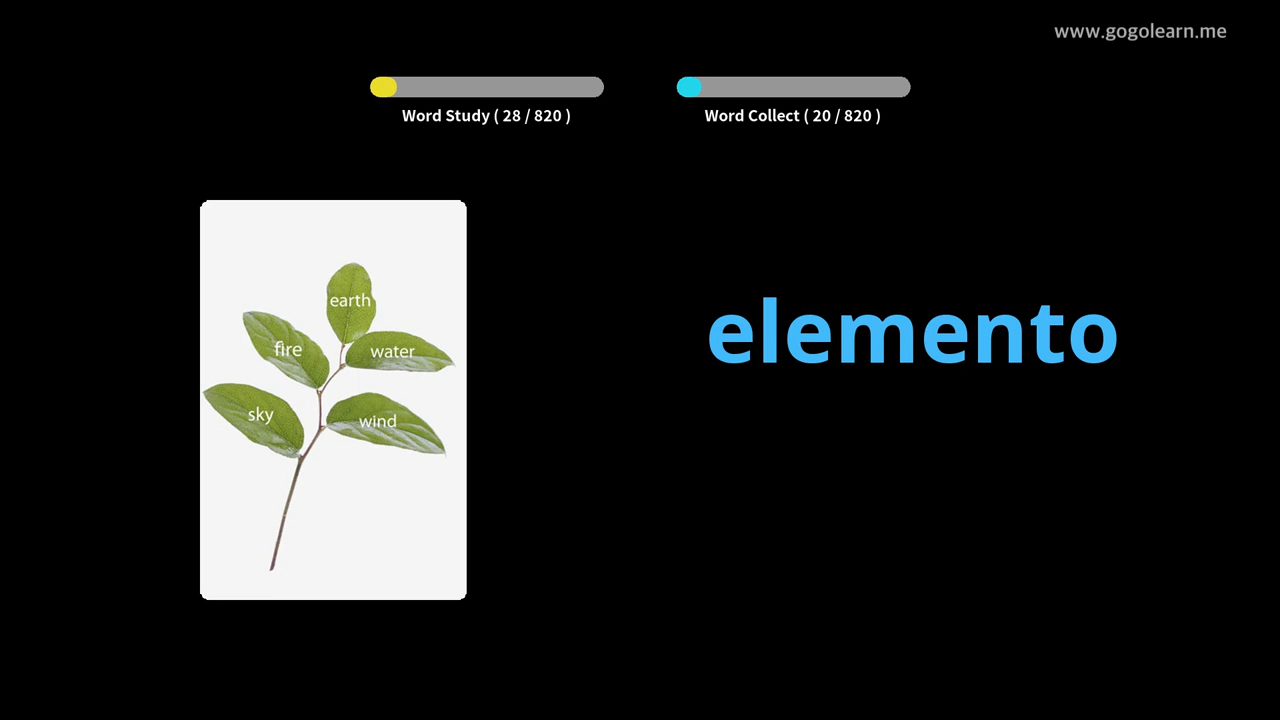 www.gogolearn.me
Word Study ( 28 / 820 )
Word Collect ( 20 / 820 )
earth
fire
water
sky
wind
elemento